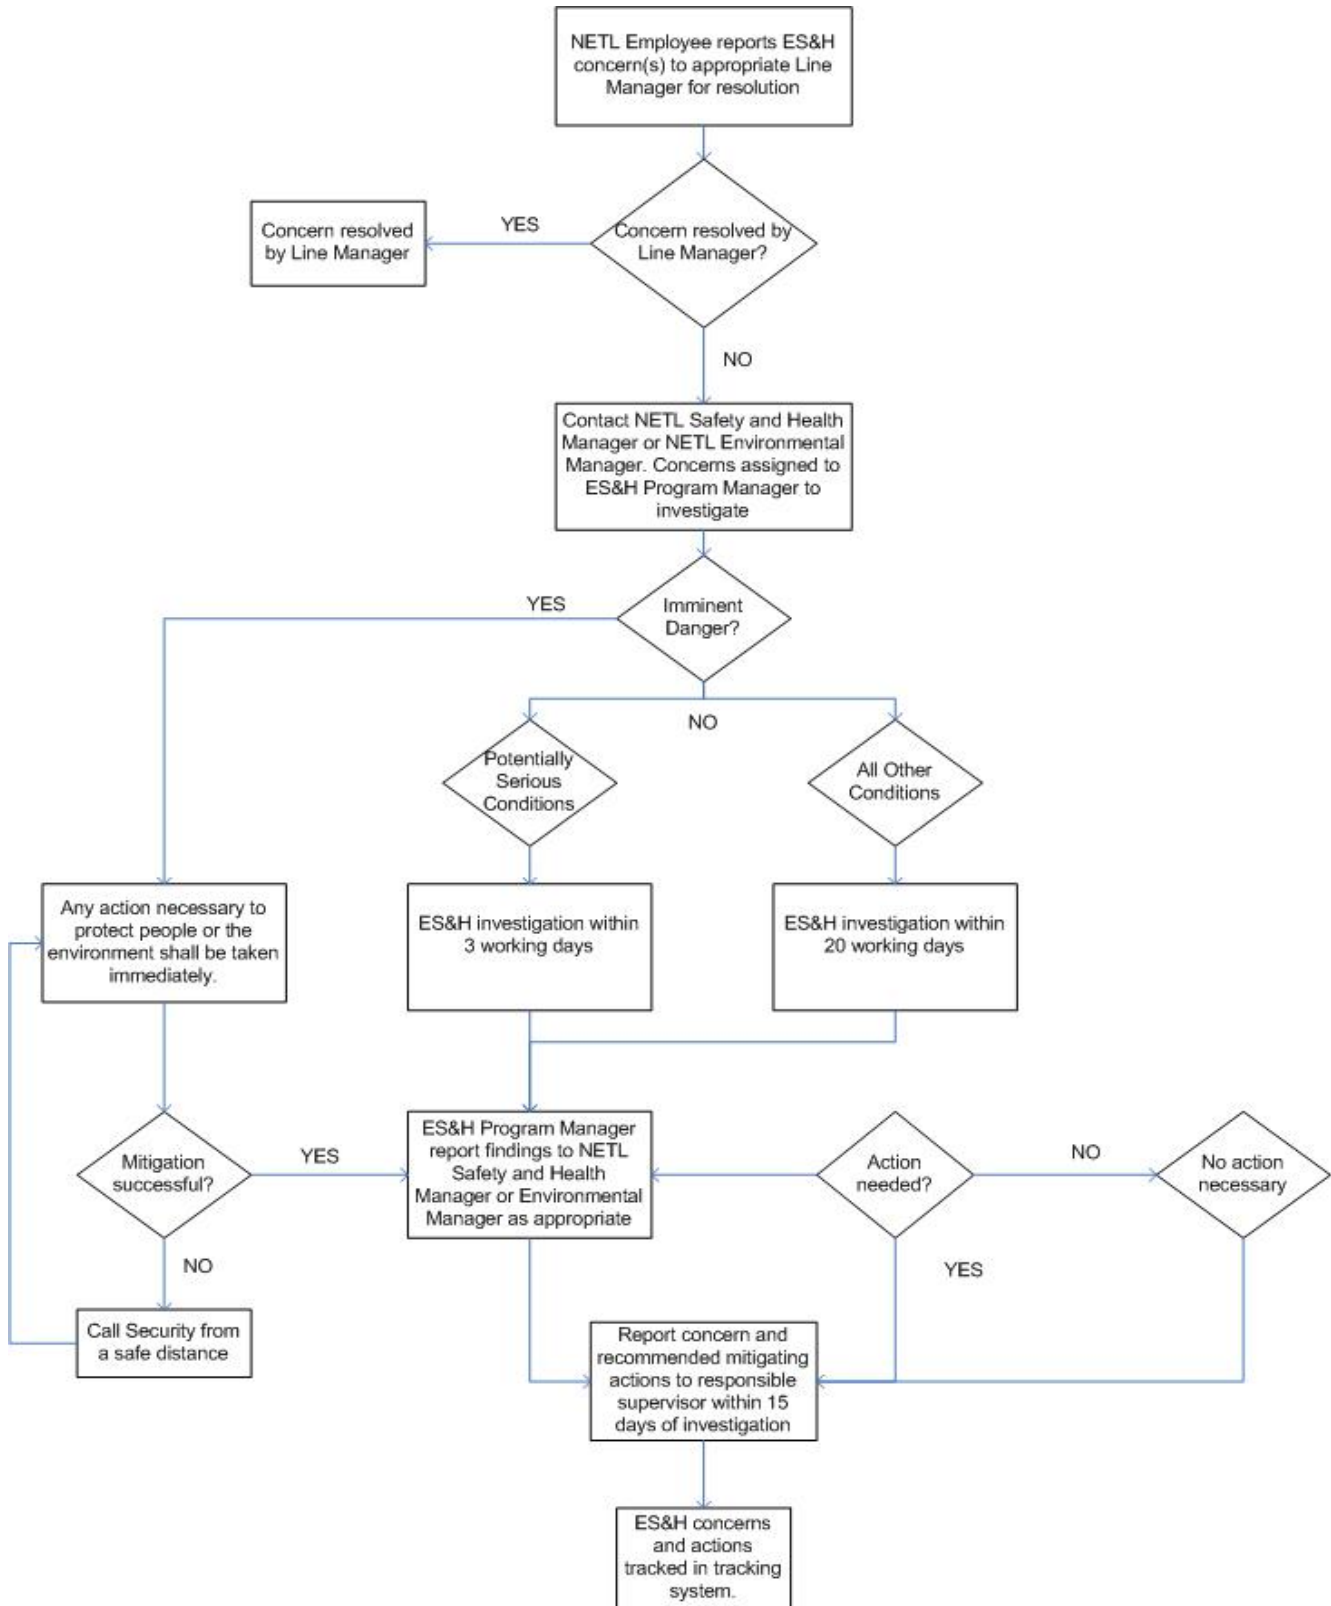 NETL Employee reports ES&H
concern(s) to appropriate Line
Manager for resolution
Concern resolved by
Line Manager?
YES
Concern resolved
by Line Manager
NO
Contact NETL Safety and Health
Manager or NETL Environmental
Manager. Concerns assigned to
ES&H Program Manager to
investigate
Imminent
Danger?
YES
NO
Potentially
Serious
Conditions
All Other
Conditions
Any action necessary to
protect people or the
environment shall be taken
immediately.
ES&H investigation within
3 working days
ES&H investigation within
20 working days
Mitigation
successful?
YES
ES&H Program Manager
report findings to NETL
Safety and Health
Manager or Environmental
Manager as appropriate
Action
needed?
NO
No action
necessary
NO
YES
Call Security from
a safe distance
Report concern and
recommended mitigating
actions to responsible
supervisor within 15
days of investigation
ES&H concerns
and actions
tracked in tracking
system.